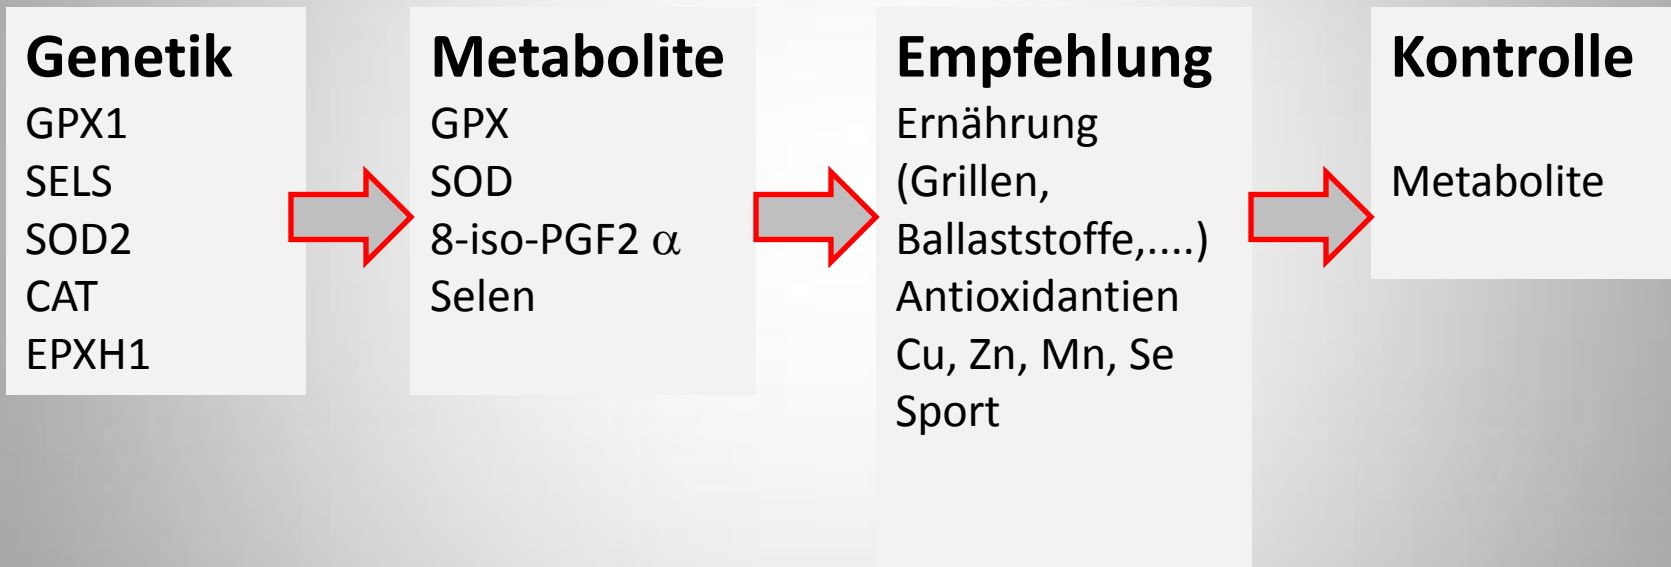 Genetik
GPX1
SELS
SOD2
CAT
EPXH1
Metabolite
GPX
SOD
8-iso-PGF2 α
Selen
Empfehlung
Ernährung
(Grillen,
Ballaststoffe,....)
Antioxidantien
Cu, Zn, Mn, Se
Sport
Kontrolle
Metabolite